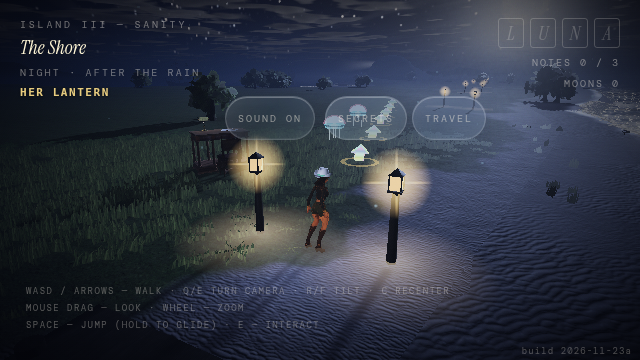 ISLAND III — SANITY
The Shore
NIGHT · AFTER THE RAIN
HER LANTERN
L U N A
NOTES 0 / 3
MOONS 0
SOUND ON
SECRETS
TRAVEL
WASD / ARROWS — WALK · Q/E TURN CAMERA · R/F TILT · C RECENTER
MOUSE DRAG — LOOK · WHEEL — ZOOM
SPACE — JUMP (HOLD TO GLIDE) · E — INTERACT
build 2026-11-23a